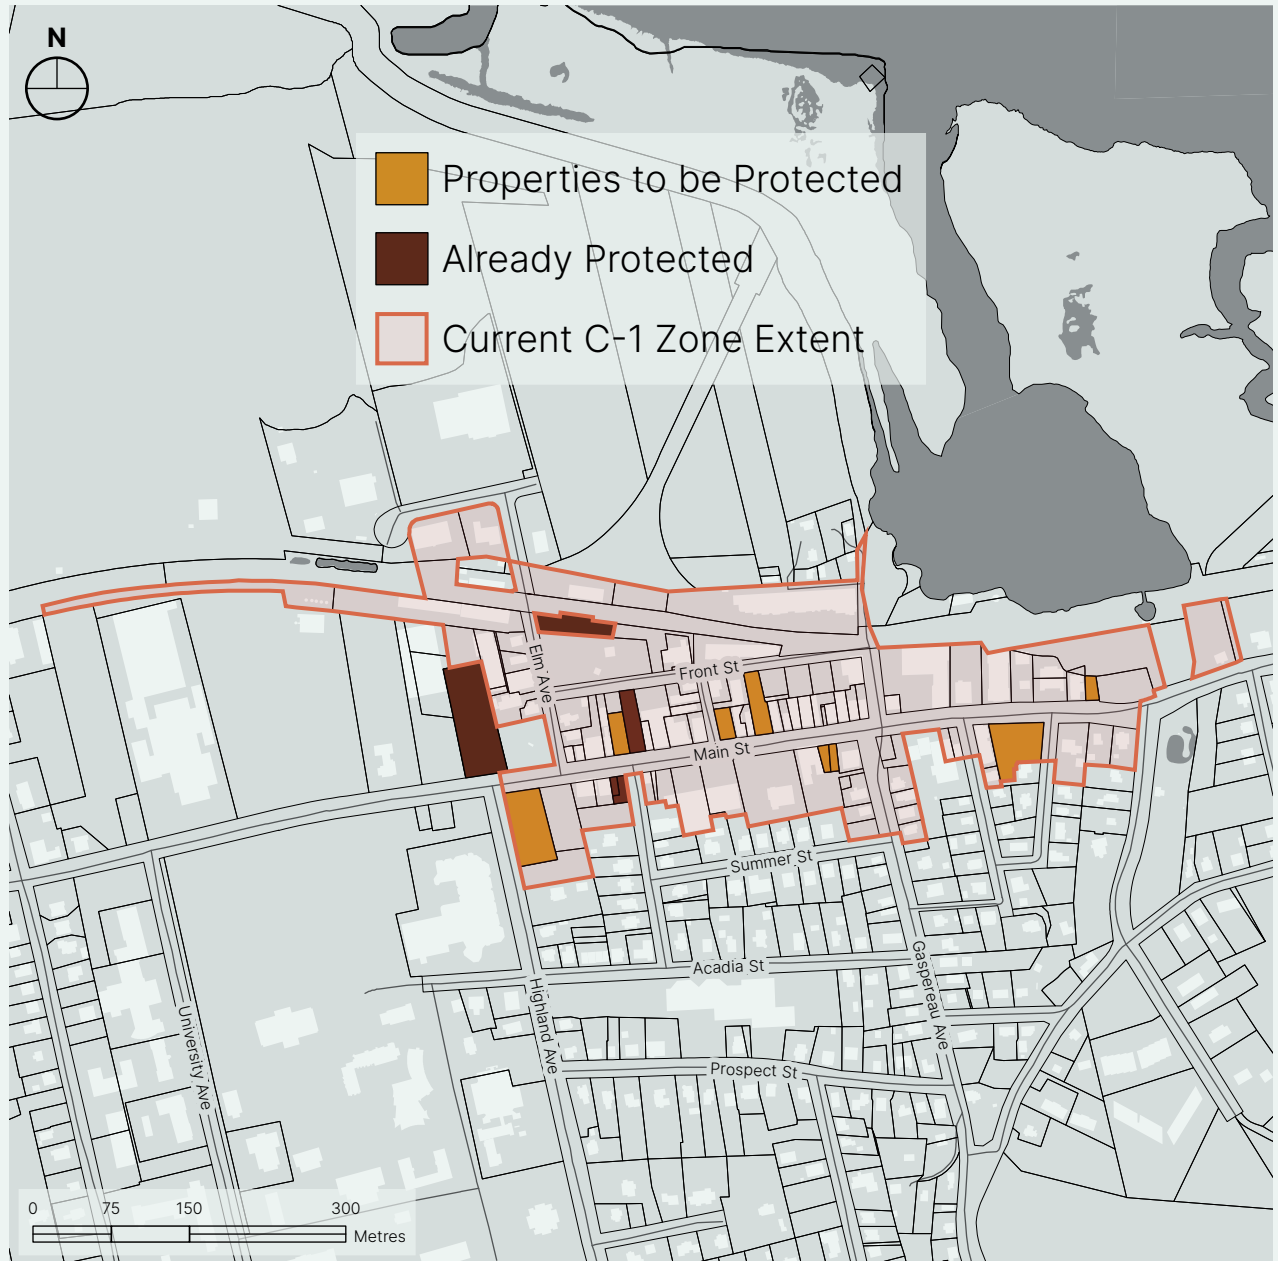 N
Properties to be Protected
Already Protected
Current C-1 Zone Extent
Elm Ave
Front St
Main St
Summer St
Acadia St
Gaspereau Ave
Highland Ave
University Ave
Prospect St
0 75 150 300
Metres